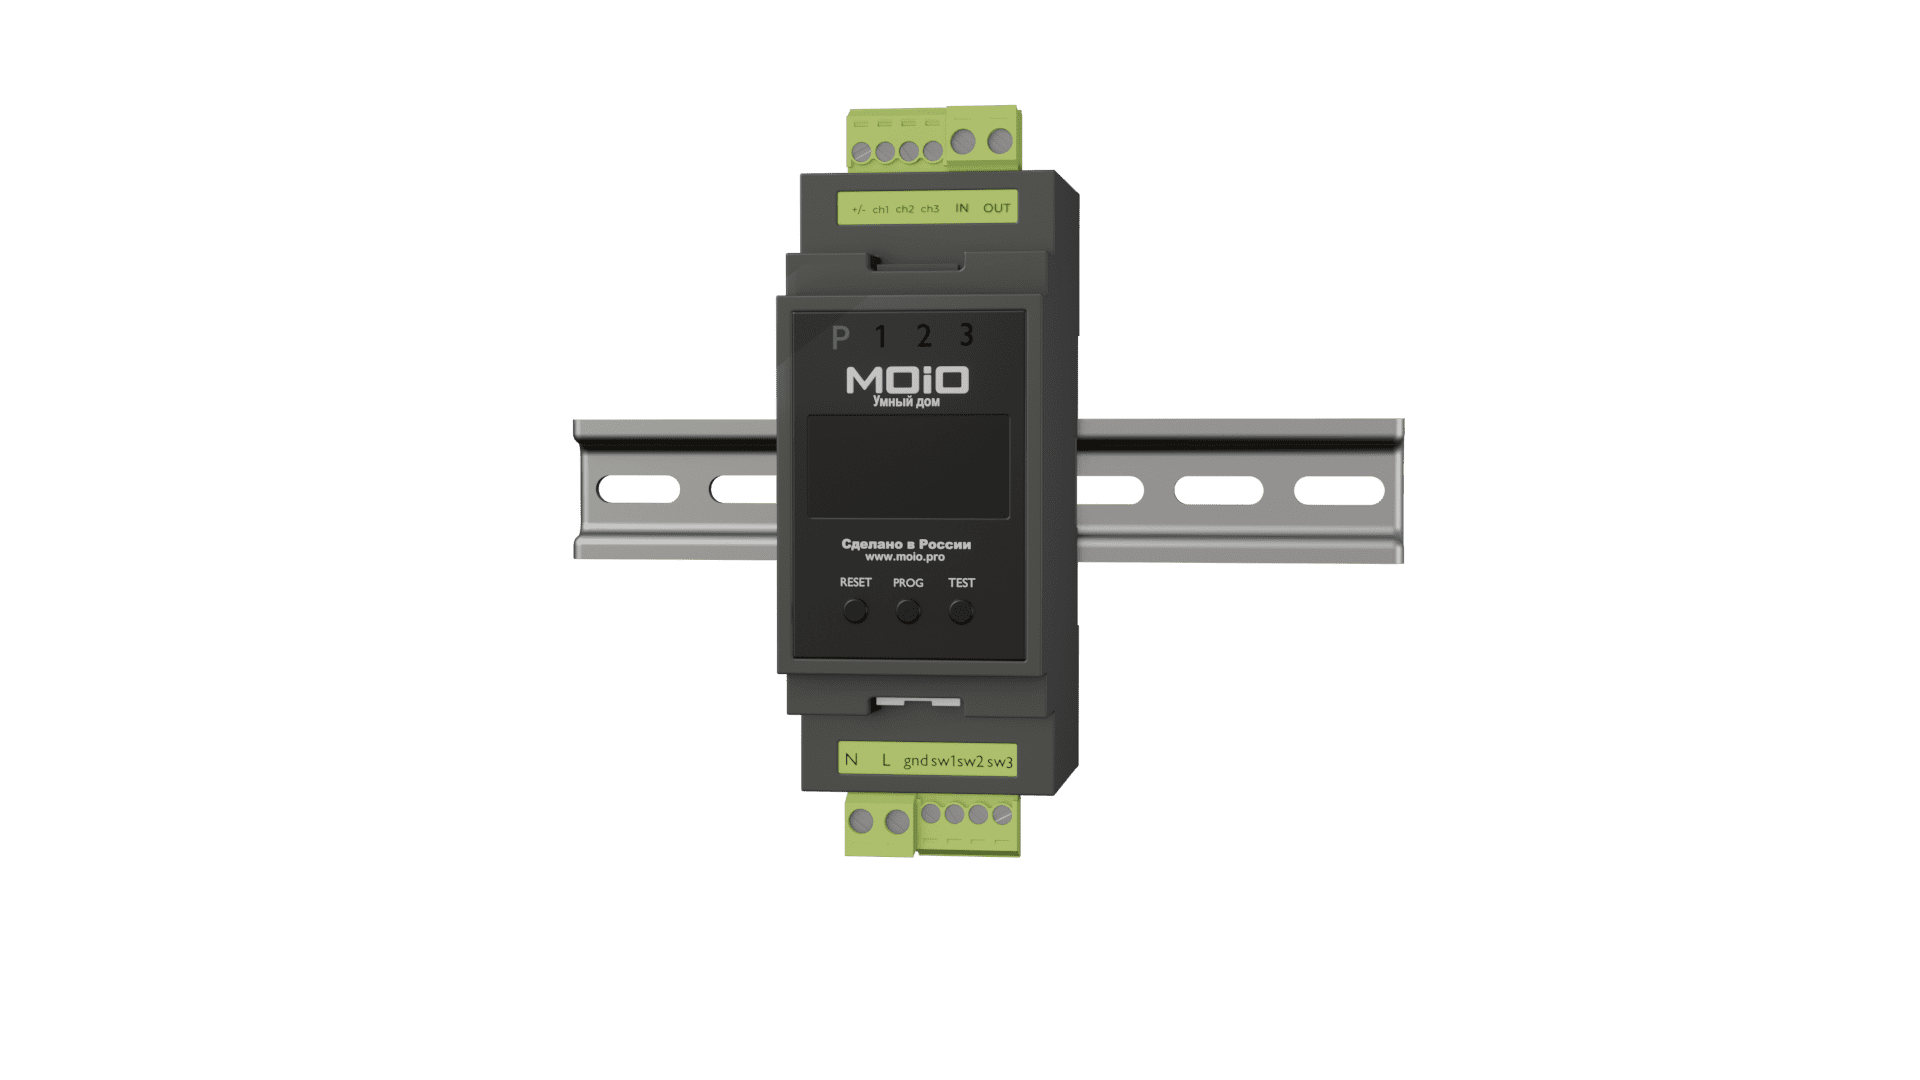 +/- ch1 ch2 ch3 IN OUT
P 1 2 3
MOiO
Умный дом
Сделано в России
www.moio.pro
RESET PROG TEST
N L gnd sw1 sw2 sw3